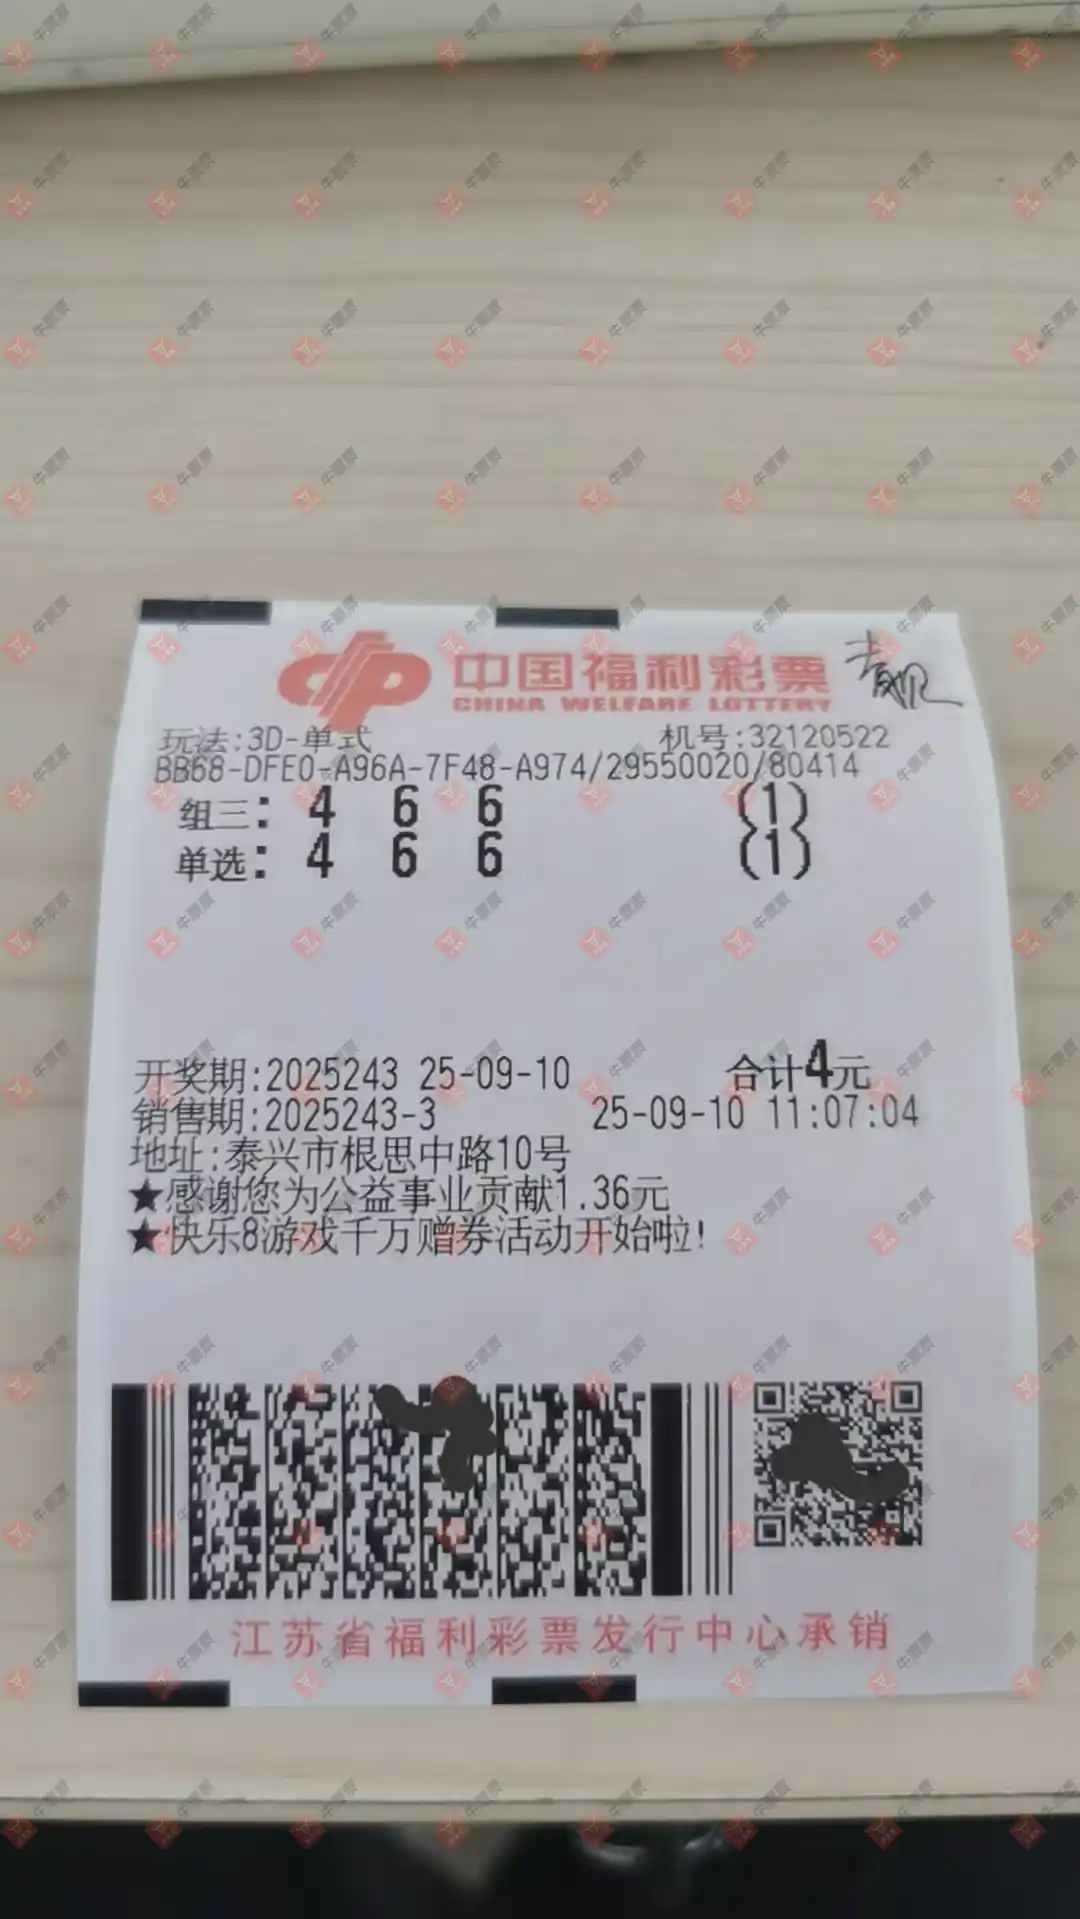 中国福利彩票
CHINA WELFARE LOTTERY
玩法:3D-单式 机号:32120522
BB68-DFE0-A96A-7F48-A974/29550020/80414
组三: 4 6 6 (1)
单选: 4 6 6 (1)
开奖期:2025243 25-09-10 合计4元
销售期:2025243-3 25-09-10 11:07:04
地址:泰兴市根思中路10号
★感谢您为公益事业贡献1.36元
★快乐8游戏千万赠券活动开始啦!
江苏省福利彩票发行中心承销
牛票票